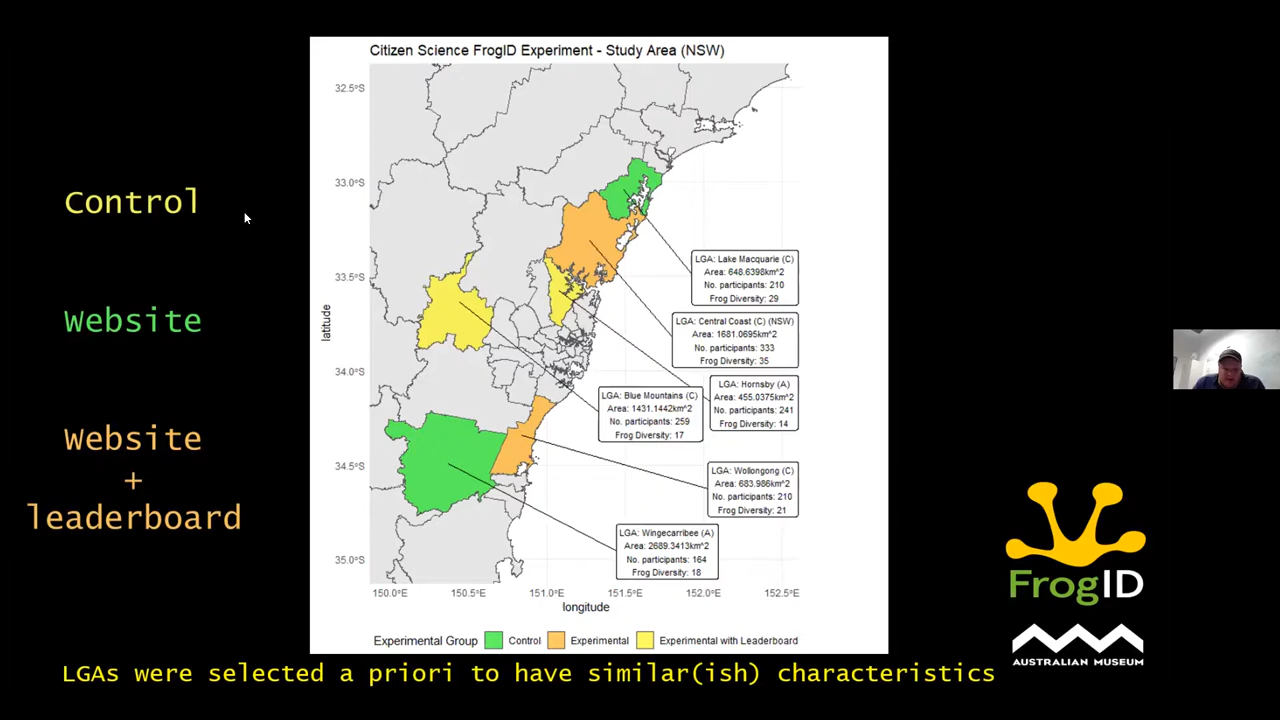 Citizen Science FrogID Experiment - Study Area (NSW)
32.5°S
33.0°S
33.5°S
34.0°S
34.5°S
35.0°S
latitude
150.0°E
150.5°E
151.0°E
151.5°E
152.0°E
152.5°E
longitude
LGA: Lake Macquarie (C)
Area: 648.6398km^2
No. participants: 210
Frog Diversity: 29
LGA: Central Coast (C) (NSW)
Area: 1681.0695km^2
No. participants: 333
Frog Diversity: 35
LGA: Hornsby (A)
Area: 455.0375km^2
No. participants: 241
Frog Diversity: 14
LGA: Blue Mountains (C)
Area: 1431.1442km^2
No. participants: 259
Frog Diversity: 17
LGA: Wollongong (C)
Area: 683.986km^2
No. participants: 210
Frog Diversity: 21
LGA: Wingecarribee (A)
Area: 2689.3413km^2
No. participants: 164
Frog Diversity: 18
Experimental Group
Control
Experimental
Experimental with Leaderboard
Control
Website
Website
+
leaderboard
FrogID
AUSTRALIAN MUSEUM
LGAs were selected a priori to have similar(ish) characteristics